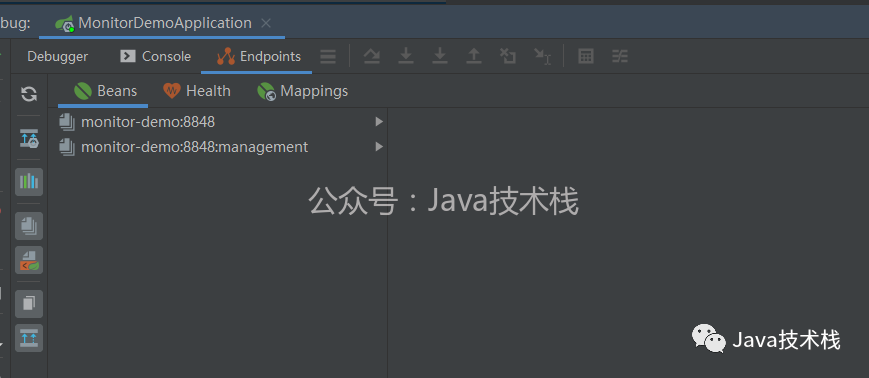 bug: MonitorDemoApplication
Debugger Console Endpoints
Beans Health Mappings
monitor-demo:8848
monitor-demo:8848:management
公众号：Java技术栈
Java技术栈